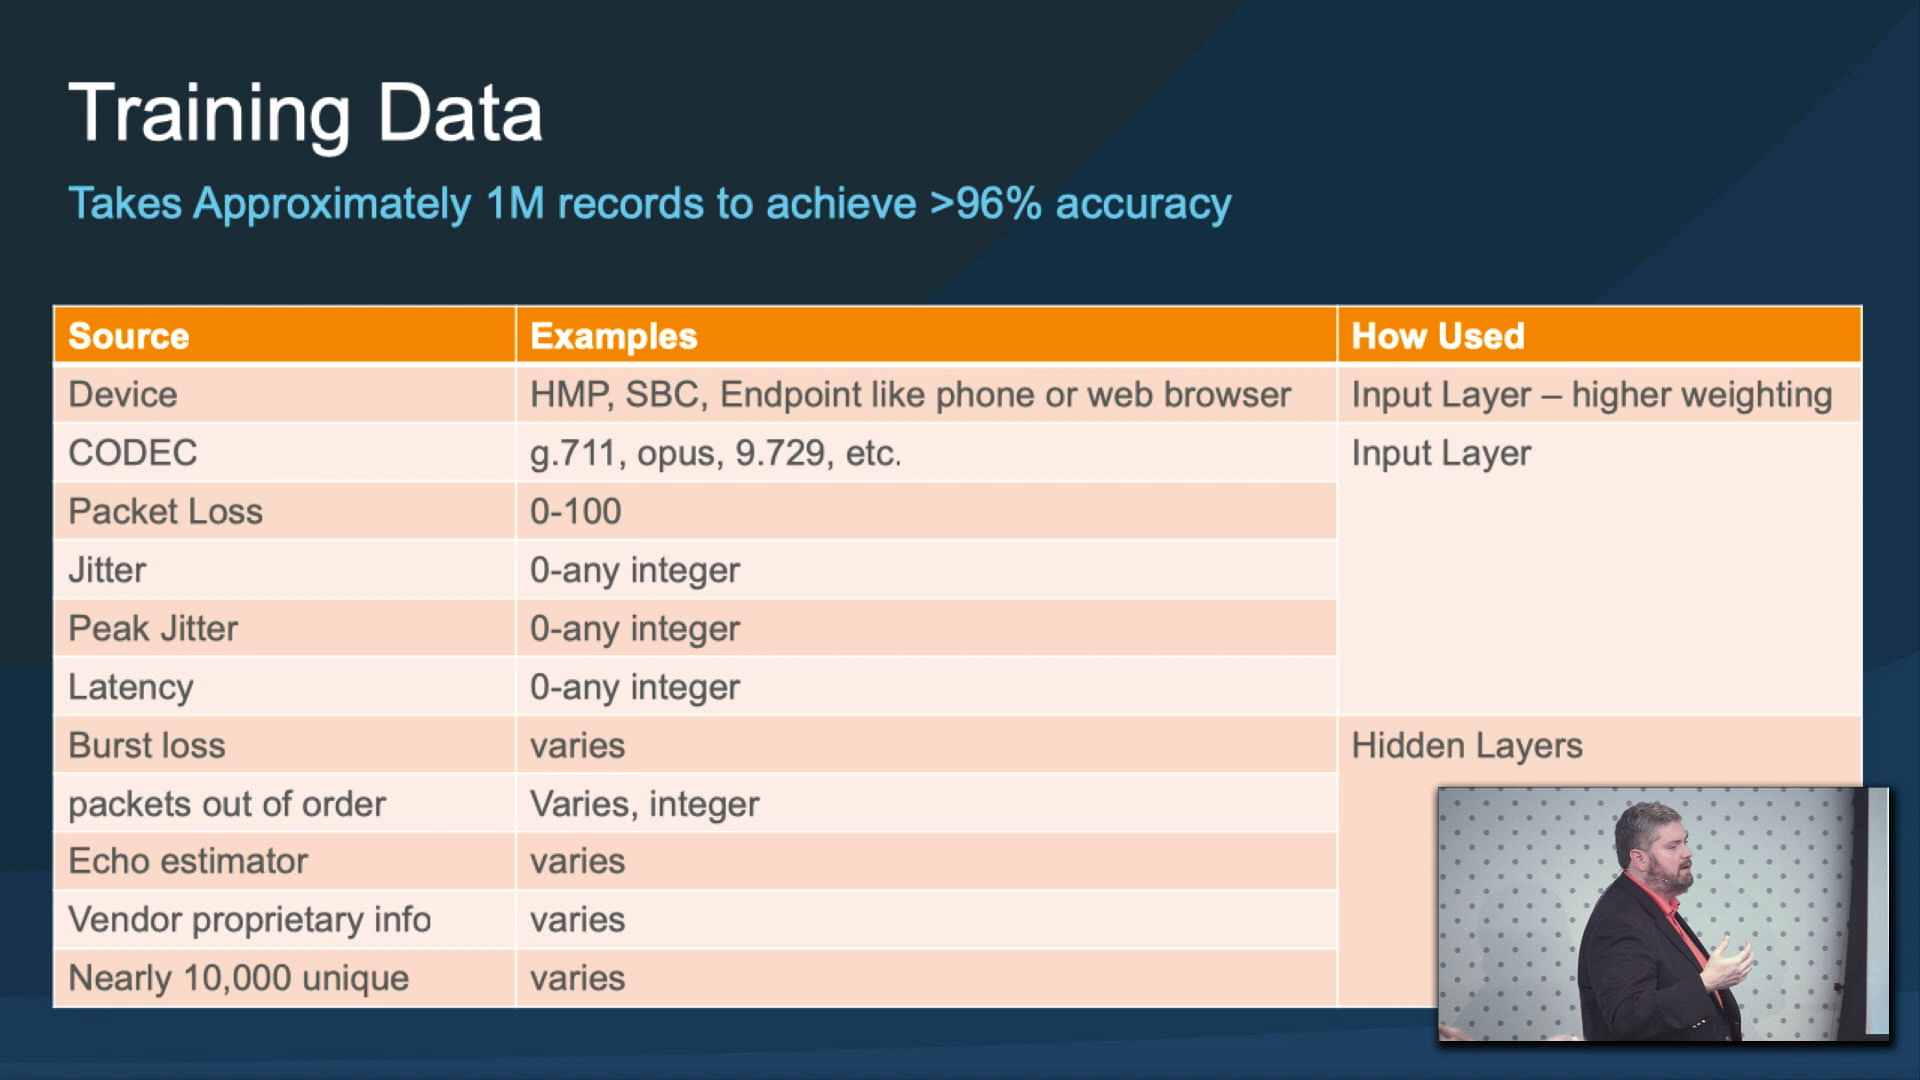 Training Data
Takes Approximately 1M records to achieve >96% accuracy
Source Examples How Used
Device HMP, SBC, Endpoint like phone or web browser Input Layer – higher weighting
CODEC g.711, opus, 9.729, etc. Input Layer
Packet Loss 0-100
Jitter 0-any integer
Peak Jitter 0-any integer
Latency 0-any integer
Burst loss varies Hidden Layers
packets out of order Varies, integer
Echo estimator varies
Vendor proprietary info varies
Nearly 10,000 unique varies